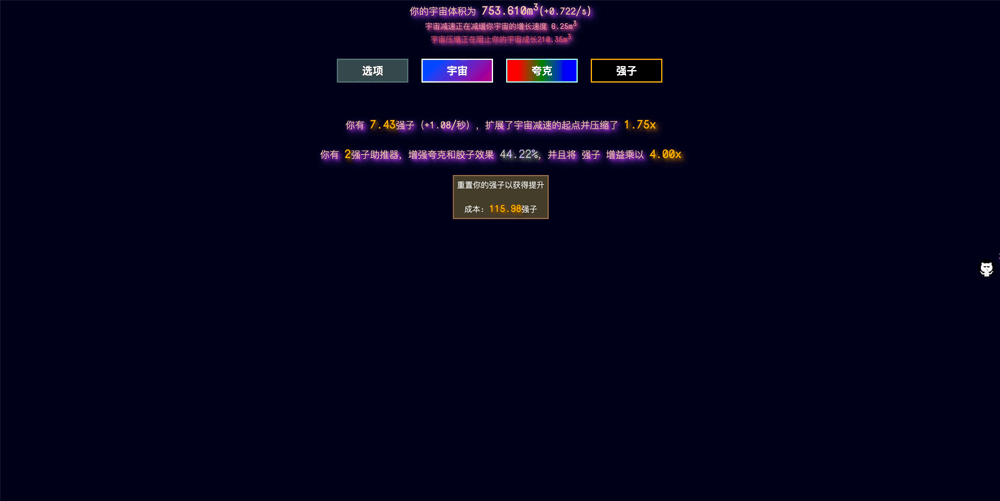 你的宇宙体积为 753.610m³(+0.722/s)
宇宙减速正在减缓你宇宙的增长速度 0.25m³
宇宙压缩正在阻止你的宇宙成长210.35m³
选项 宇宙 夸克 强子
你有 7.43强子 (+1.08/秒) , 扩展了宇宙减速的起点并压缩了 1.75x
你有 2强子助推器, 增强夸克和胶子效果 44.22%, 并且将 强子 增益乘以 4.00x
重置你的强子以获得提升
成本: 115.98强子